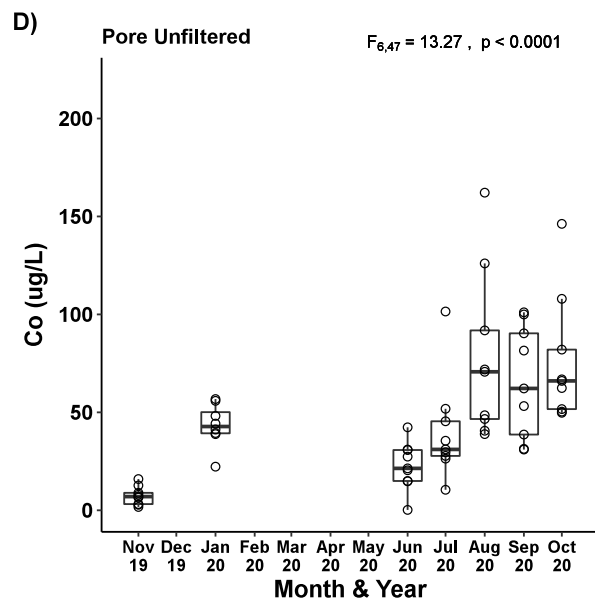 D)
Pore Unfiltered
F6,47 = 13.27 , p < 0.0001
Co (ug/L)
200
150
100
50
0
Nov Dec Jan Feb Mar Apr May Jun Jul Aug Sep Oct
19 19 20 20 20 20 20 20 20 20 20 20
Month & Year